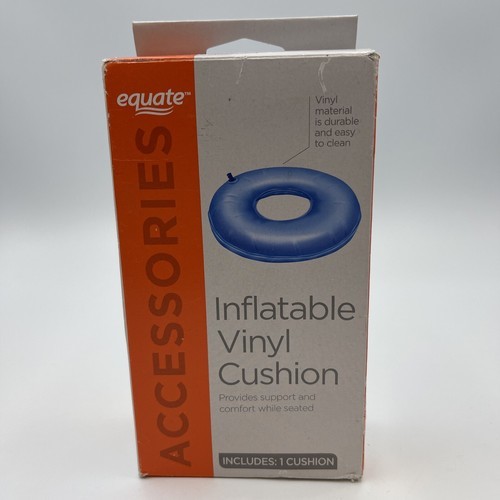 equate™
ACCESSORIES
Vinyl
material
is durable
and easy
to clean
Inflatable
Vinyl
Cushion
Provides support and
comfort while seated
INCLUDES: 1 CUSHION